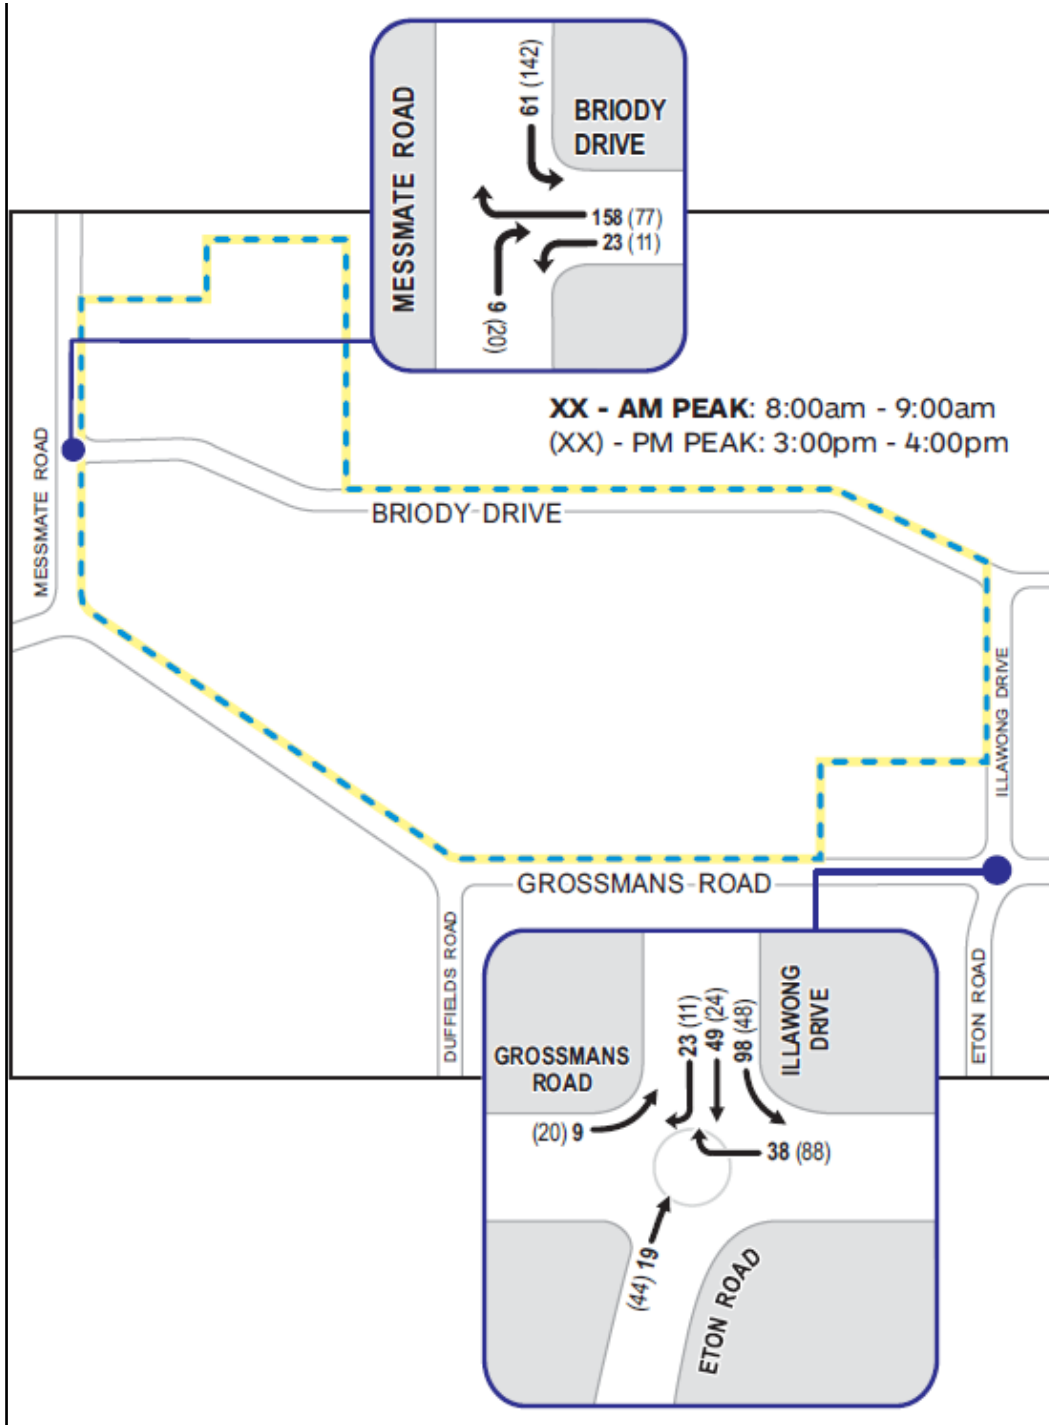 61 (142)
BRIODY
DRIVE
MESSMATE ROAD
158 (77)
23 (11)
9 (20)
XX - AM PEAK: 8:00am - 9:00am
(XX) - PM PEAK: 3:00pm - 4:00pm
MESSMATE ROAD
BRIODY DRIVE
ILLAWONG DRIVE
GROSSMANS ROAD
DUFFIELDS ROAD
ETON ROAD
GROSSMANS
ROAD
23 (11)
49 (24)
98 (48)
ILLAWONG
DRIVE
(20) 9
38 (88)
(44) 19
ETON ROAD